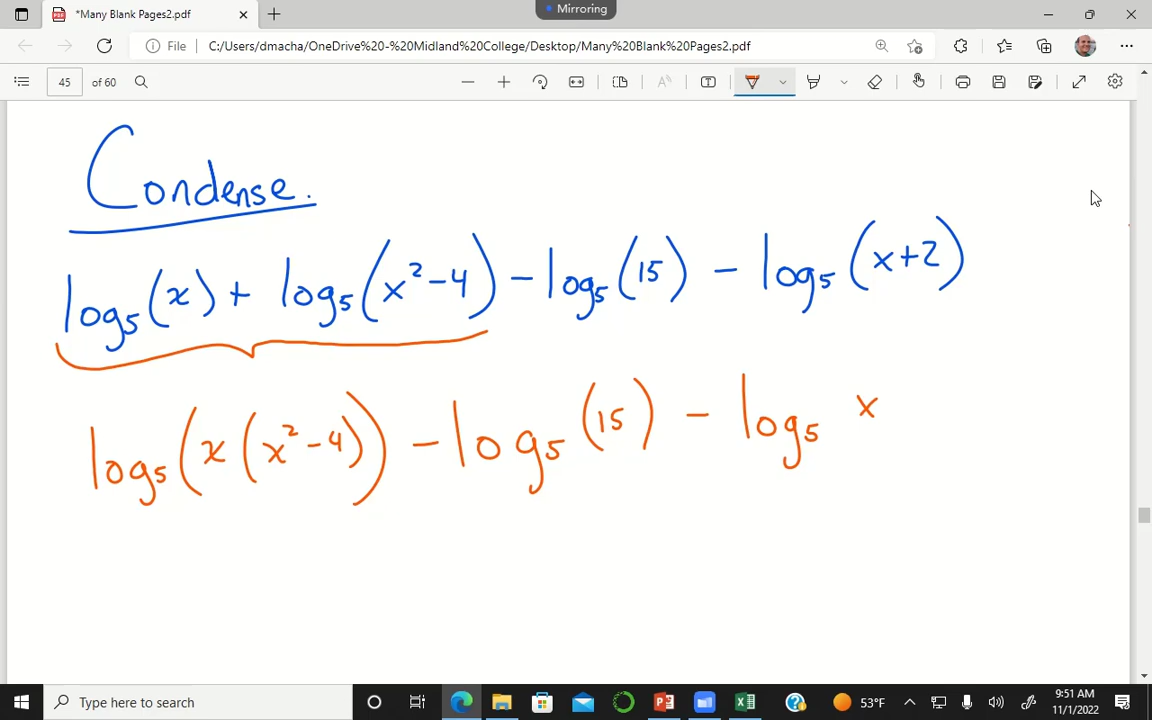 Mirroring
*Many Blank Pages2.pdf
File C:/Users/dmacha/OneDrive%20-%20Midland%20College/Desktop/Many%20Blank%20Pages2.pdf
45 of 60
Condense.
log₅(x) + log₅(x²-4) - log₅(15) - log₅(x+2)
log₅(x(x²-4)) - log₅(15) - log₅ x
Type here to search
53°F
9:51 AM
11/1/2022